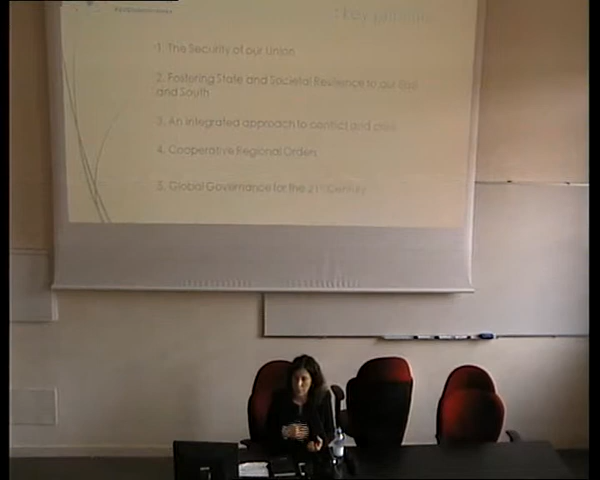 1. The Security of our Union
2. Fostering State and Societal Resilience to our East
and South
3. An integrated approach to conflict and crisis
4. Cooperative Regional Orders
5. Global Governance for the 21st Century